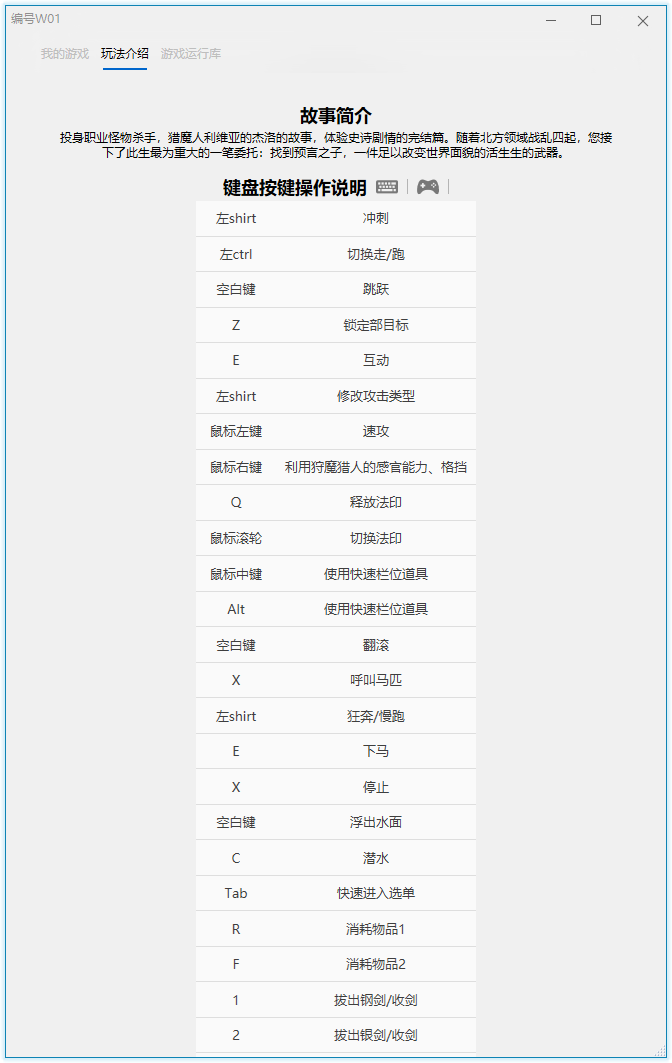 编号W01
我的游戏 玩法介绍 游戏运行库
故事简介
投身职业怪物杀手，猎魔人利维亚的杰洛的故事，体验史诗剧情的完结篇。随着北方领域战乱四起，您接
下了此生最为重大的一笔委托：找到预言之子，一件足以改变世界面貌的活生生的武器。
键盘按键操作说明
左shirt 冲刺
左ctrl 切换走/跑
空白键 跳跃
Z 锁定部目标
E 互动
左shirt 修改攻击类型
鼠标左键 速攻
鼠标右键 利用狩魔猎人的感官能力、格挡
Q 释放法印
鼠标滚轮 切换法印
鼠标中键 使用快速栏位道具
Alt 使用快速栏位道具
空白键 翻滚
X 呼叫马匹
左shirt 狂奔/慢跑
E 下马
X 停止
空白键 浮出水面
C 潜水
Tab 快速进入选单
R 消耗物品1
F 消耗物品2
1 拔出钢剑/收剑
2 拔出银剑/收剑